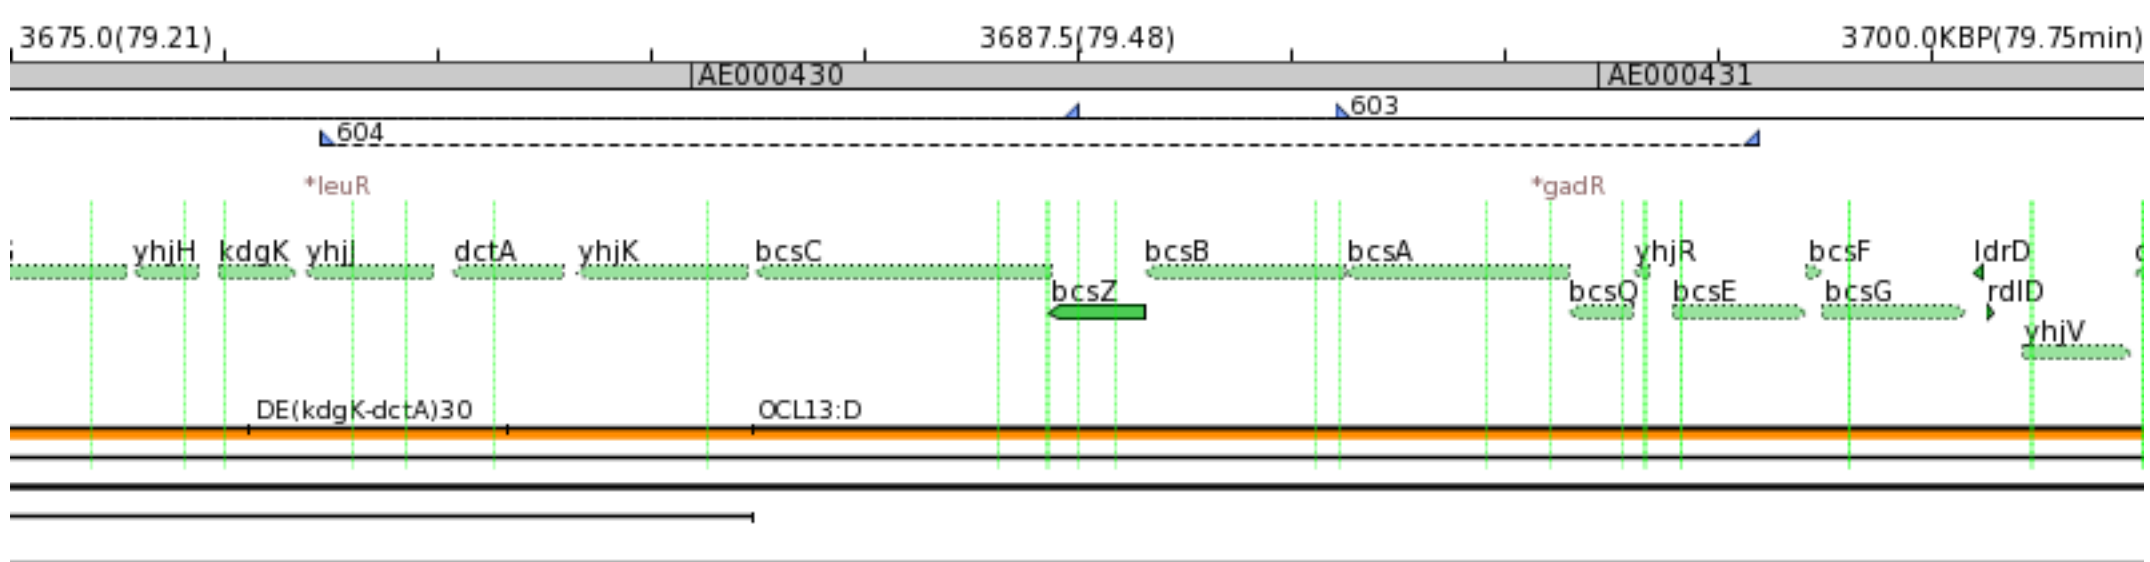 3675.0(79.21) 3687.5(79.48) 3700.0KBP(79.75min)
AE000430 AE000431
603
604
*leuR *gadR
yhjH kdgK yhjJ dctA yhjK bcsC bcsB bcsA yhjR bcsF ldrD
bcsZ bcsQ bcsE bcsG rdlD
yhjV
DE(kdgK-dctA)30 OCL13:D